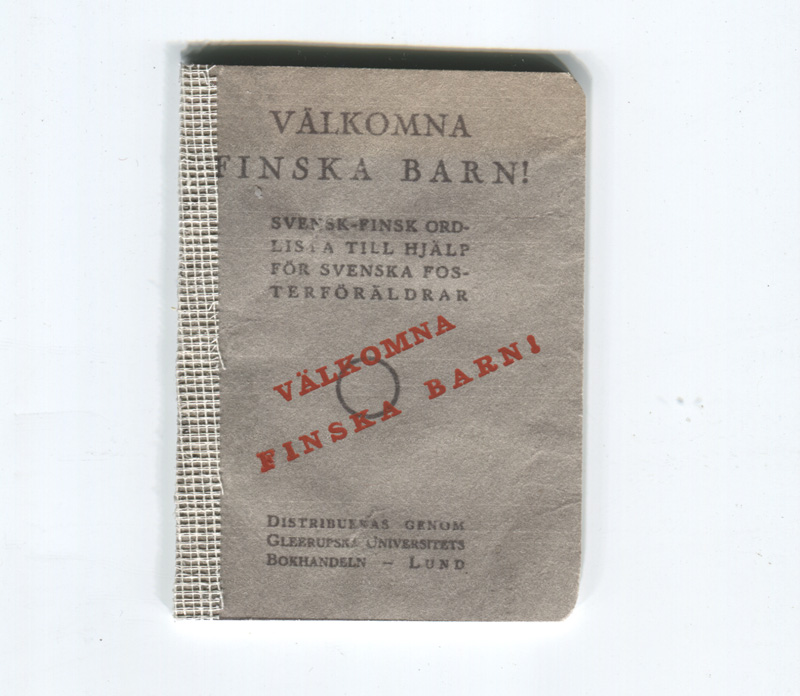 VÄLKOMNA
FINSKA BARN!
SVENSK-FINSK ORD-
LISTA TILL HJÄLP
FÖR SVENSKA FOS-
TERFÖRÄLDRAR
VÄLKOMNA
FINSKA BARN!
DISTRIBUERAS GENOM
GLEERUPSKA UNIVERSITETS
BOKHANDELN – LUND